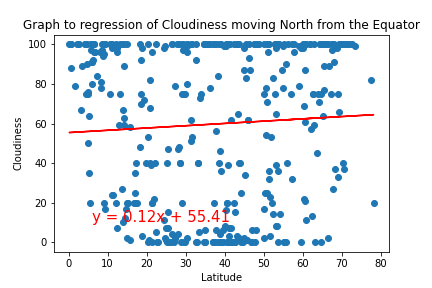 Graph to regression of Cloudiness moving North from the Equator
100
80
60
40
20
0
Cloudiness
y = 0.12x + 55.41
0 10 20 30 40 50 60 70 80
Latitude